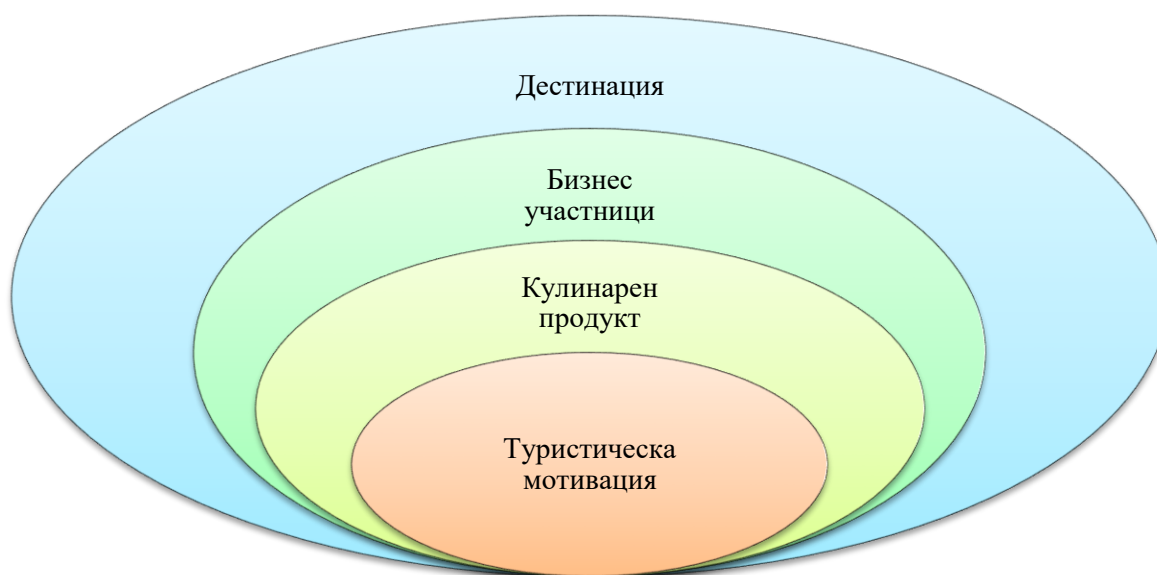 Дестинация
Бизнес
участници
Кулинарен
продукт
Туристическа
мотивация